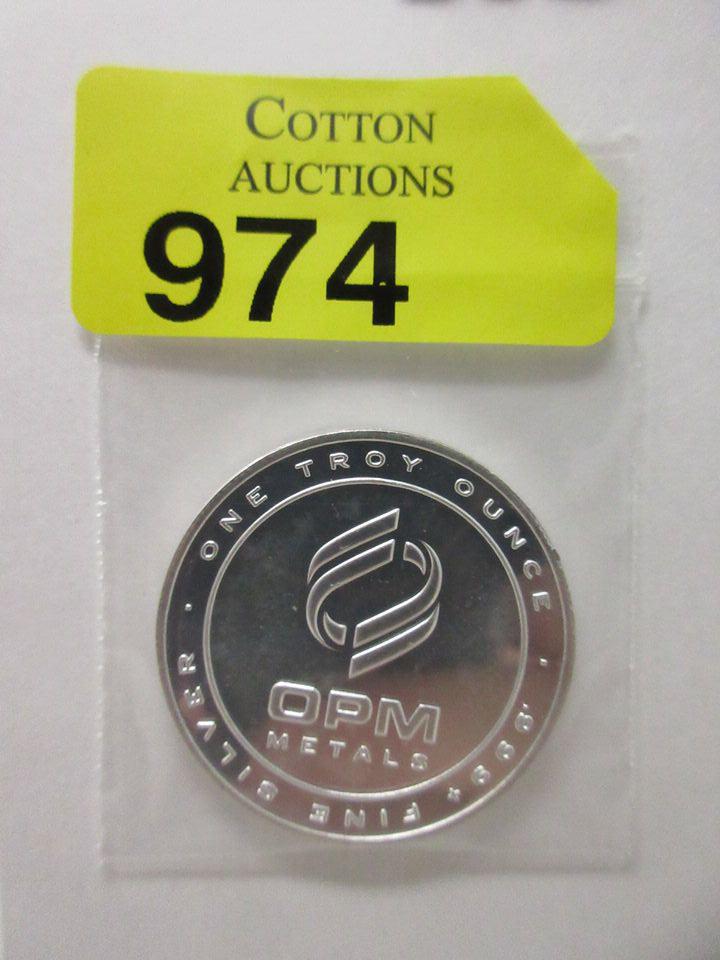 COTTON
AUCTIONS
974
ONE TROY OUNCE
.999+ FINE SILVER
OPM
METALS